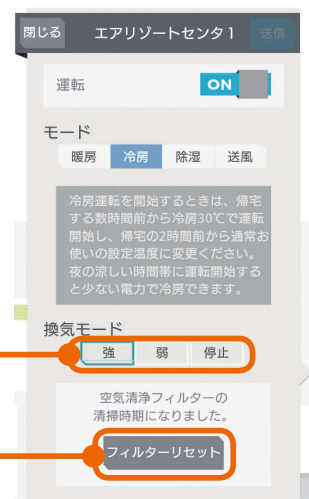 閉じる エアリゾートセンタ1 送信
運転 ON
モード
暖房 冷房 除湿 送風
冷房運転を開始するときは、帰宅
する数時間前から冷房30℃で運転
開始し、帰宅の2時間前から通常お
使いの設定温度に変更ください。
夜の涼しい時間帯に運転開始する
と少ない電力で冷房できます。
換気モード
強 弱 停止
空気清浄フィルターの
清掃時期になりました。
フィルターリセット